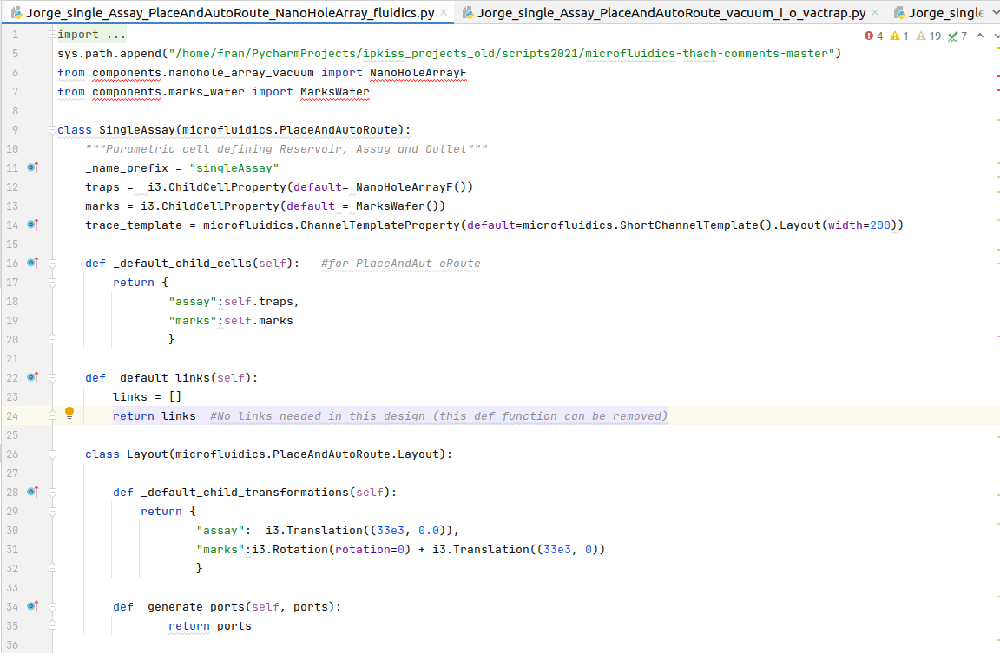 Jorge_single_Assay_PlaceAndAutoRoute_NanoHoleArray_fluidics.py Jorge_single_Assay_PlaceAndAutoRoute_vacuum_i_o_vactrap.py Jorge_single
4 1 19 7
1 import ...
5 sys.path.append("/home/fran/PycharmProjects/ipkiss_projects_old/scripts2021/microfluidics-thach-comments-master")
6 from components.nanohole_array_vacuum import NanoHoleArrayF
7 from components.marks_wafer import MarksWafer
8
9 class SingleAssay(microfluidics.PlaceAndAutoRoute):
10 """Parametric cell defining Reservoir, Assay and Outlet"""
11 _name_prefix = "singleAssay"
12 traps =  i3.ChildCellProperty(default= NanoHoleArrayF())
13 marks = i3.ChildCellProperty(default = MarksWafer())
14 trace_template = microfluidics.ChannelTemplateProperty(default=microfluidics.ShortChannelTemplate().Layout(width=200))
15
16 def _default_child_cells(self):   #for PlaceAndAut oRoute
17 return {
18 "assay":self.traps,
19 "marks":self.marks
20 }
21
22 def _default_links(self):
23 links = []
24 return links  #No links needed in this design (this def function can be removed)
25
26 class Layout(microfluidics.PlaceAndAutoRoute.Layout):
27
28 def _default_child_transformations(self):
29 return {
30 "assay":  i3.Translation((33e3, 0.0)),
31 "marks":i3.Rotation(rotation=0) + i3.Translation((33e3, 0))
32 }
33
34 def _generate_ports(self, ports):
35 return ports
36